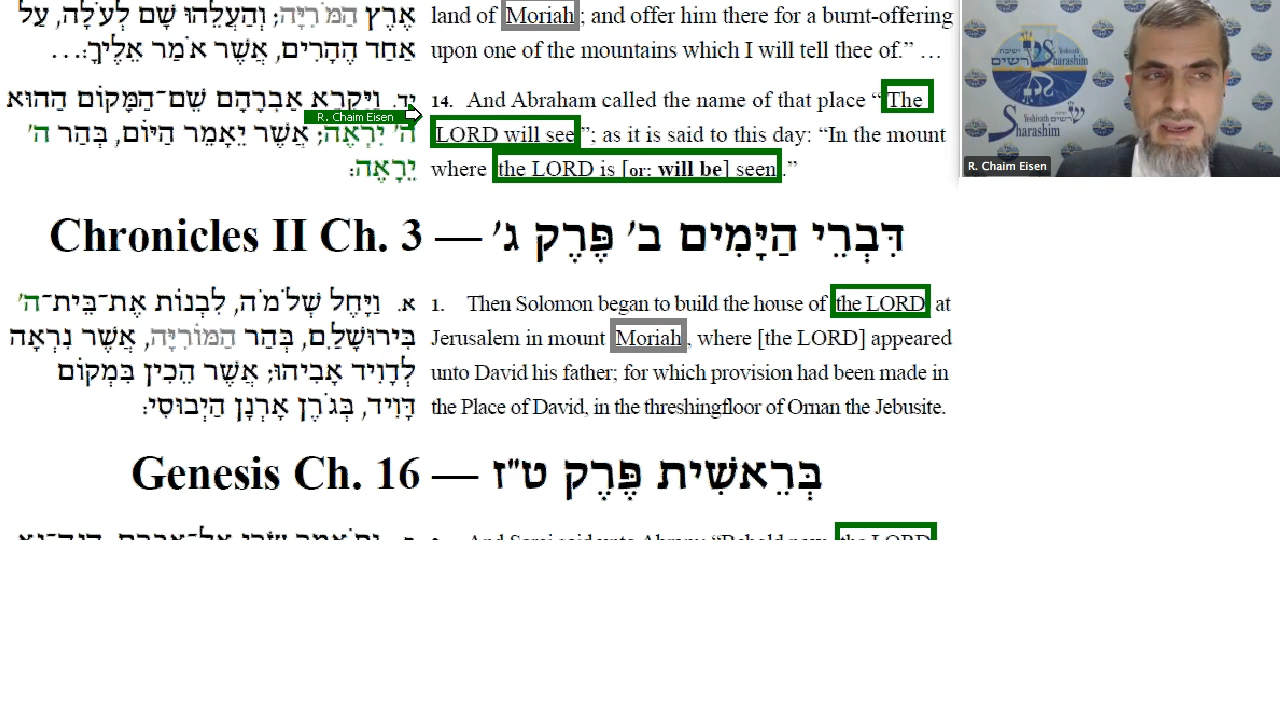 אֶרֶץ הַמֹּרִיָּה; וְהַעֲלֵהוּ שָׁם לְעֹלָה, עַל
אַחַד הֶהָרִים, אֲשֶׁר אֹמַר אֵלֶיךָ:…
land of Moriah; and offer him there for a burnt-offering
upon one of the mountains which I will tell thee of.” …
יד. וַיִּקְרָא אַבְרָהָם שֵׁם־הַמָּקוֹם הַהוּא
ה' יִרְאֶה; אֲשֶׁר יֵאָמֵר הַיּוֹם, בְּהַר ה'
יֵרָאֶה:
R. Chaim Eisen
14. And Abraham called the name of that place “The
LORD will see”; as it is said to this day: “In the mount
where the LORD is [or: will be] seen.”
Chronicles II Ch. 3 — דִּבְרֵי הַיָּמִים ב' פֶּרֶק ג'
א. וַיָּחֶל שְׁלֹמֹה, לִבְנוֹת אֶת־בֵּית־ה'
בִּירוּשָׁלִַם, בְּהַר הַמּוֹרִיָּה, אֲשֶׁר נִרְאָה
לְדָוִיד אָבִיהוּ; אֲשֶׁר הֵכִין בִּמְקוֹם
דָּוִיד, בְּגֹרֶן אָרְנָן הַיְבוּסִי:
1. Then Solomon began to build the house of the LORD at
Jerusalem in mount Moriah, where [the LORD] appeared
unto David his father; for which provision had been made in
the Place of David, in the threshingfloor of Ornan the Jebusite.
Genesis Ch. 16 — בְּרֵאשִׁית פֶּרֶק ט"ז
the LORD
ישיבת
שרשים
Yeshivath
Sharashim
R. Chaim Eisen